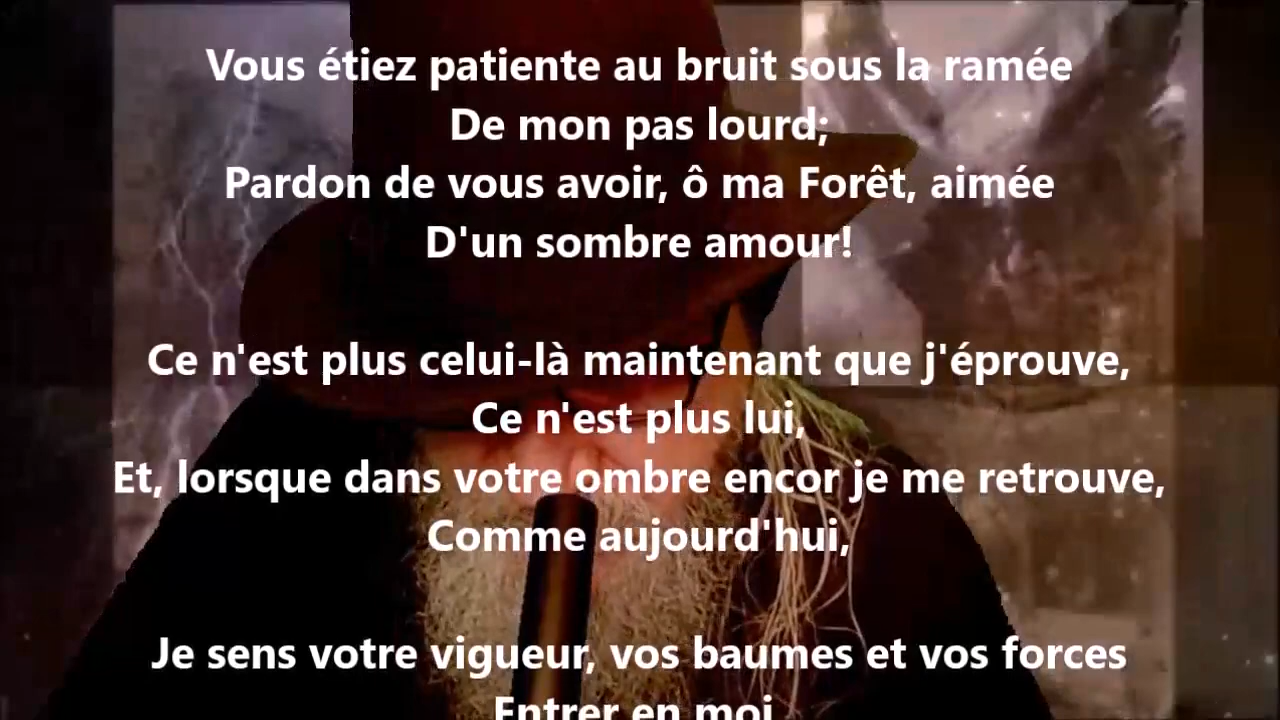 Vous étiez patiente au bruit sous la ramée
De mon pas lourd;
Pardon de vous avoir, ô ma Forêt, aimée
D'un sombre amour!
Ce n'est plus celui-là maintenant que j'éprouve,
Ce n'est plus lui,
Et, lorsque dans votre ombre encor je me retrouve,
Comme aujourd'hui,
Je sens votre vigueur, vos baumes et vos forces
Entrer en moi